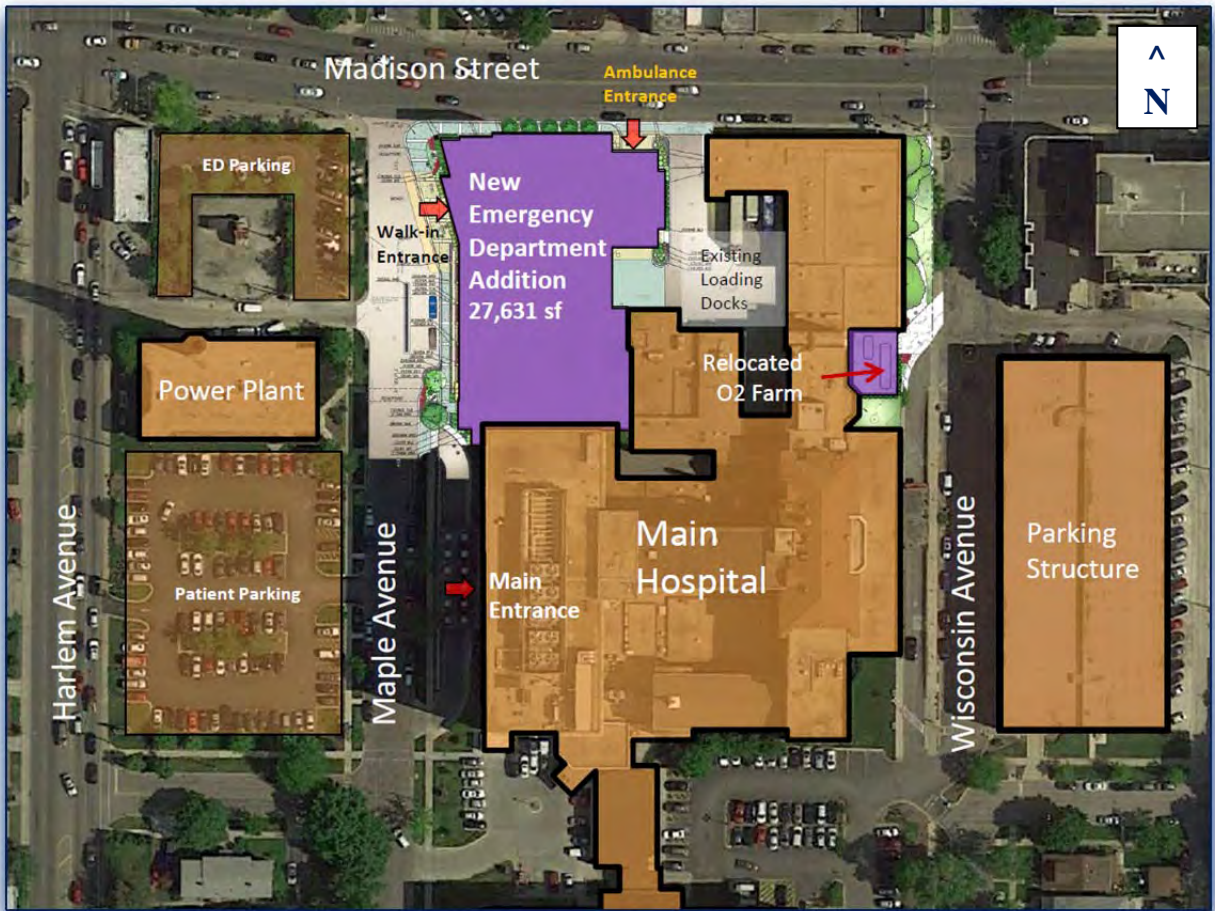 Madison Street
Ambulance
Entrance
^
N
ED Parking
New
Emergency
Department
Addition
27,631 sf
Walk-in
Entrance
Existing
Loading
Docks
Relocated
O2 Farm
Power Plant
Harlem Avenue
Patient Parking
Maple Avenue
Main
Entrance
Main
Hospital
Wisconsin Avenue
Parking
Structure